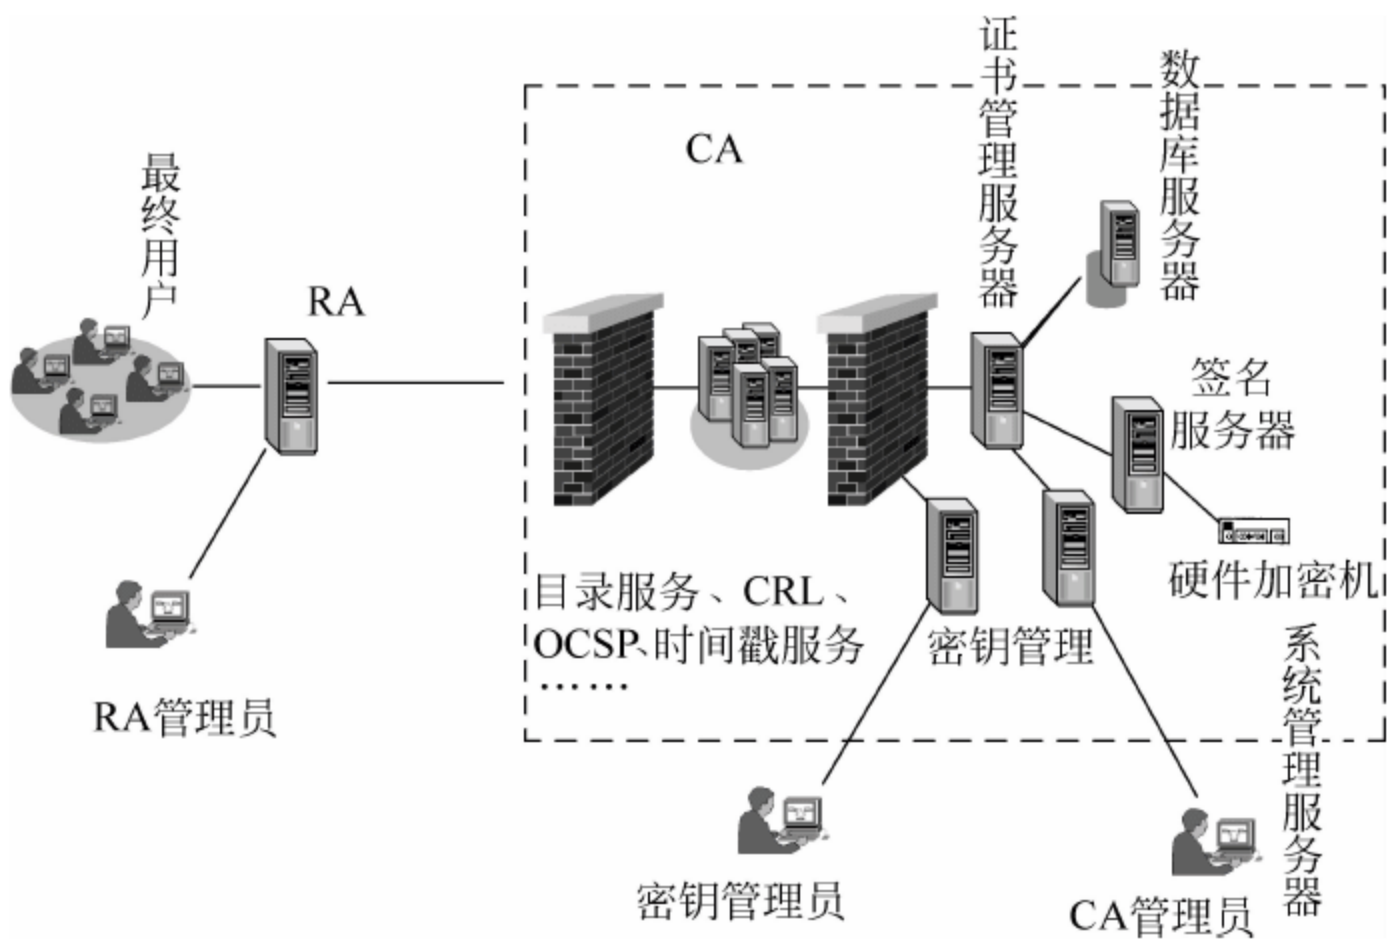 证书管理服务器
数据库服务器
CA
最终用户
RA
签名
服务器
硬件加密机
目录服务、CRL、
OCSP、时间戳服务
……
密钥管理
系统管理服务器
RA管理员
密钥管理员
CA管理员